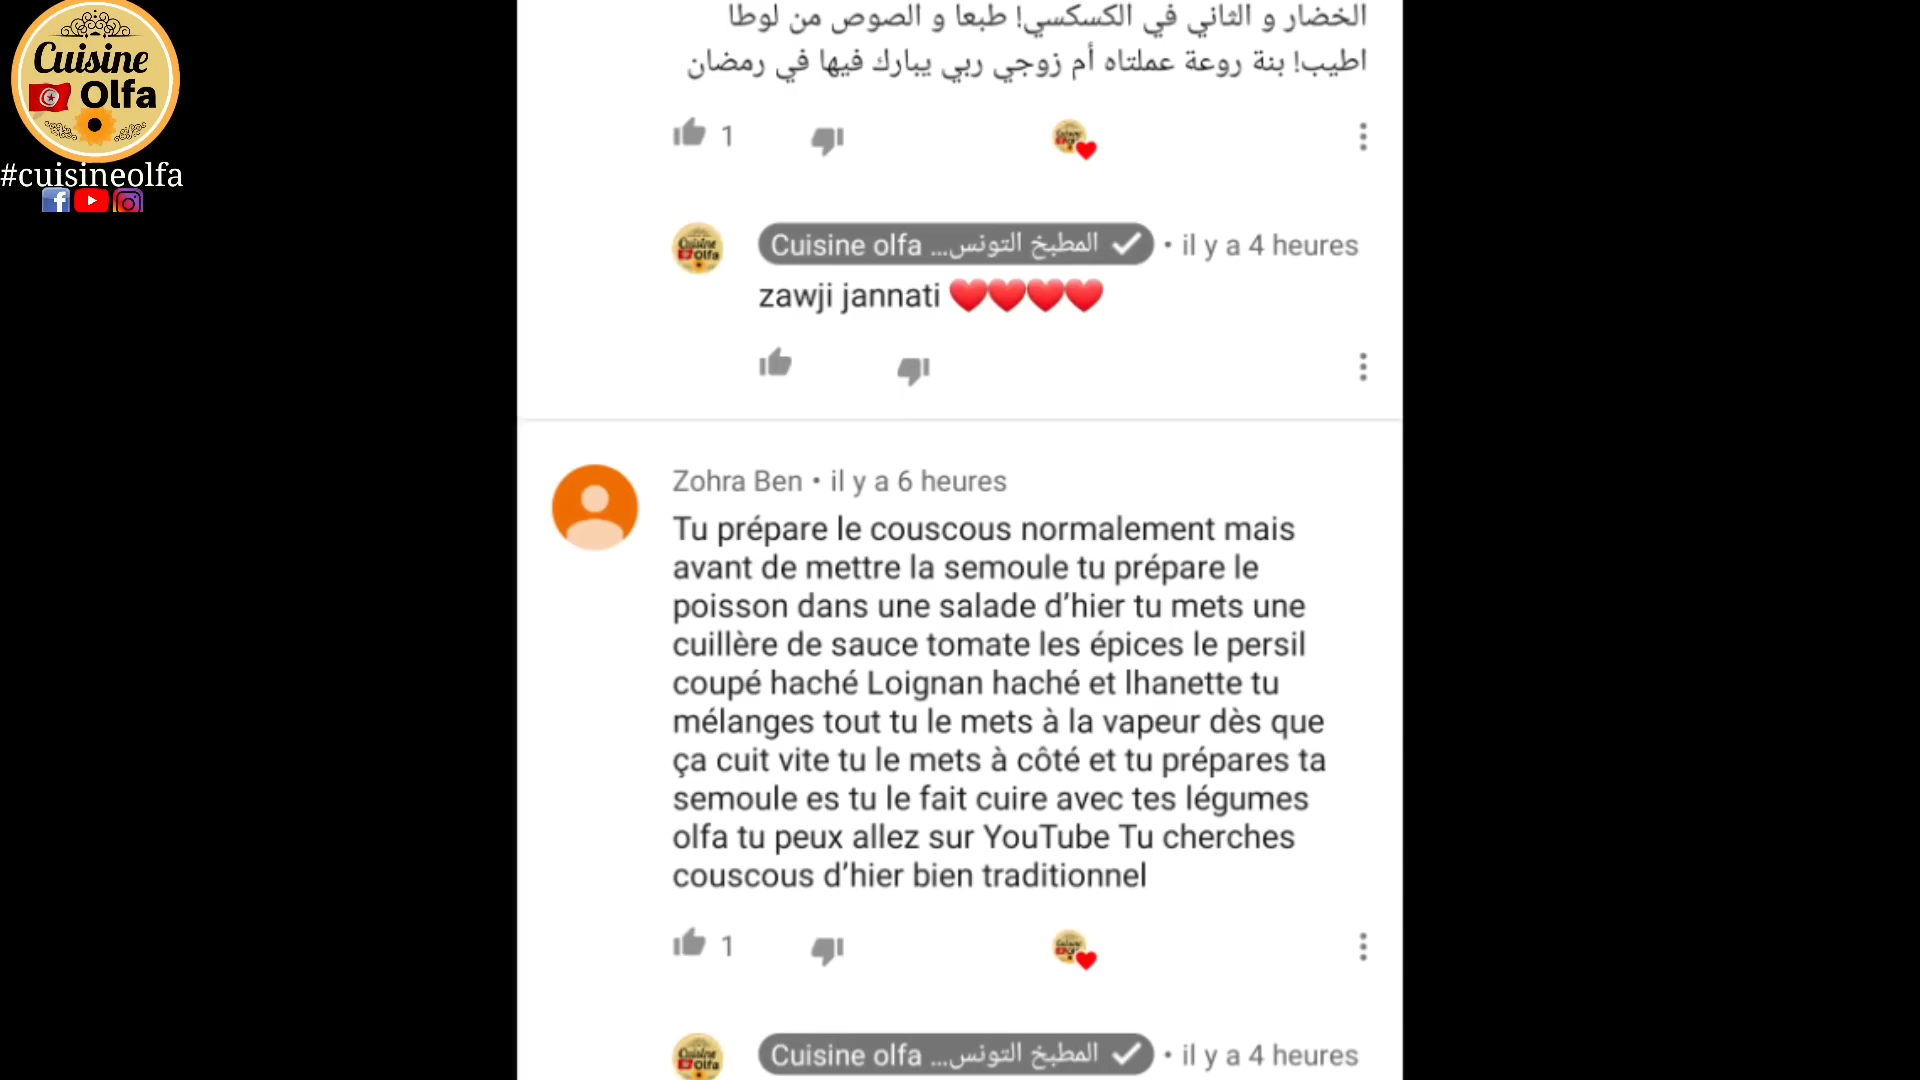 Cuisine
Olfa
#cuisineolfa
الخضار و الثاني في الكسكسي! طبعا و الصوص من لوطا
اطيب! بنة روعة عملتاه أم زوجي ربي يبارك فيها في رمضان
1
Cuisine olfa المطبخ التونس... • il y a 4 heures
zawji jannati ❤️❤️❤️❤️
Zohra Ben • il y a 6 heures
Tu prépare le couscous normalement mais
avant de mettre la semoule tu prépare le
poisson dans une salade d’hier tu mets une
cuillère de sauce tomate les épices le persil
coupé haché Loignan haché et lhanette tu
mélanges tout tu le mets à la vapeur dès que
ça cuit vite tu le mets à côté et tu prépares ta
semoule es tu le fait cuire avec tes légumes
olfa tu peux allez sur YouTube Tu cherches
couscous d’hier bien traditionnel
1
Cuisine olfa المطبخ التونس... • il y a 4 heures